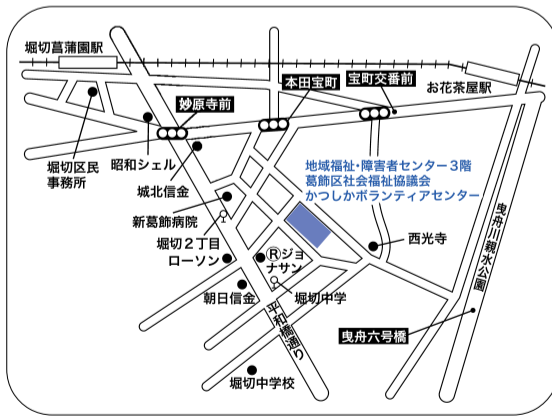 堀切菖蒲園駅
本田宝町
宝町交番前
お花茶屋駅
妙原寺前
堀切区民
事務所
昭和シェル
城北信金
地域福祉・障害者センター3階
葛飾区社会福祉協議会
かつしかボランティアセンター
新葛飾病院
堀切2丁目
ローソン
Ⓡジョ
ナサン
西光寺
曳舟川親水公園
朝日信金
堀切中学
平和橋通り
曳舟六号橋
堀切中学校